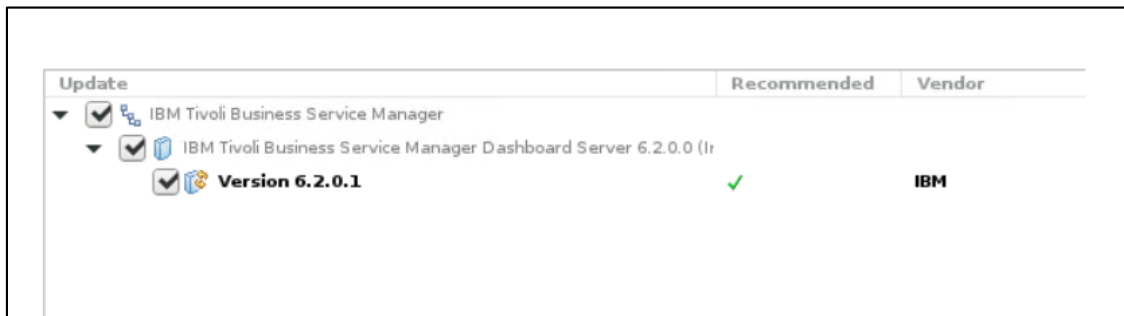 Update Recommended Vendor
IBM Tivoli Business Service Manager
IBM Tivoli Business Service Manager Dashboard Server 6.2.0.0
Version 6.2.0.1 ✓ IBM